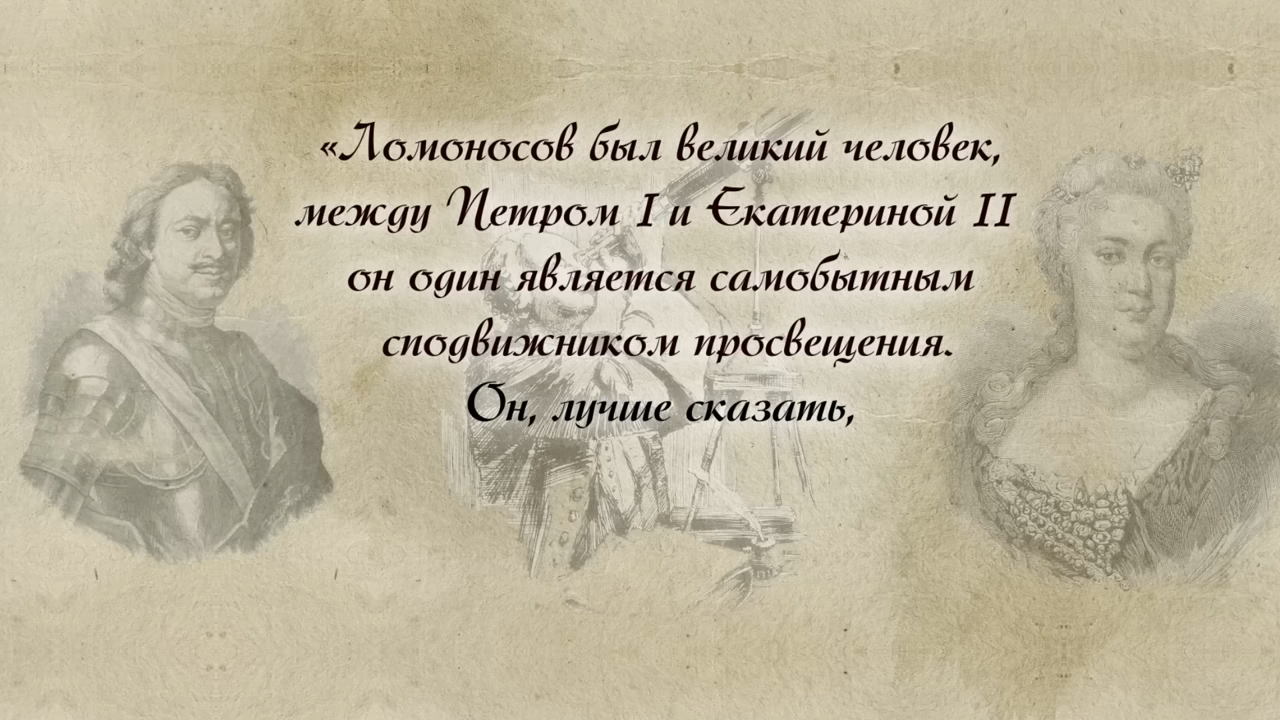 «Ломоносов был великий человек,
между Петром I и Екатериной II
он один является самобытным
сподвижником просвещения.
Он, лучше сказать,